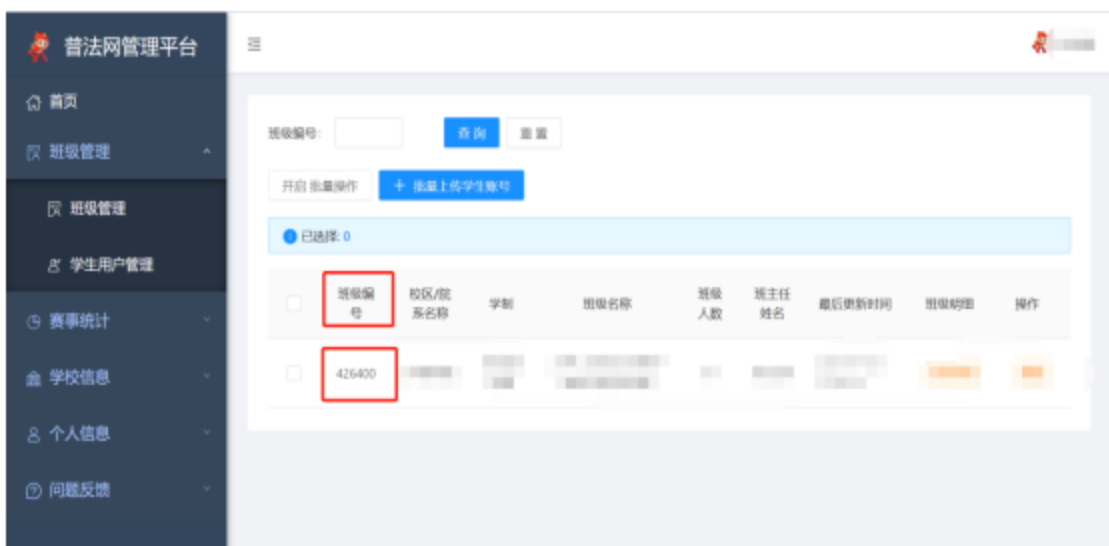 普法网管理平台
首页
班级管理
班级管理
学生用户管理
赛事统计
学校信息
个人信息
问题反馈
班级编号:
查 询
重 置
开启 批量操作
+ 批量上传学生账号
已选择: 0
班级编
号
校区/院
系名称
学制
班级名称
班级
人数
班主任
姓名
最后更新时间
班级明细
操作
426400